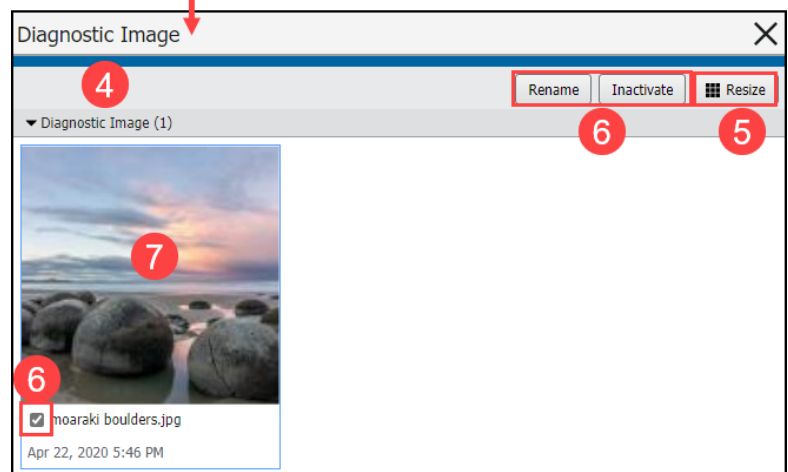 Diagnostic Image
4
Rename Inactivate Resize
6 5
Diagnostic Image (1)
7
6
moaraki boulders.jpg
Apr 22, 2020 5:46 PM